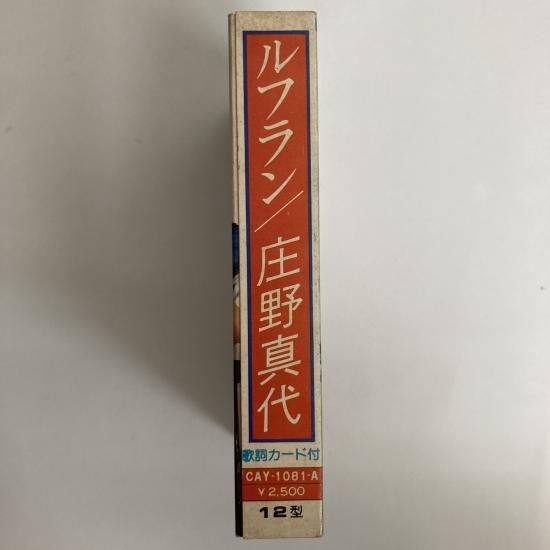 ルフラン/庄野真代
歌詞カード付
CAY-1081-A
¥2,500
12型